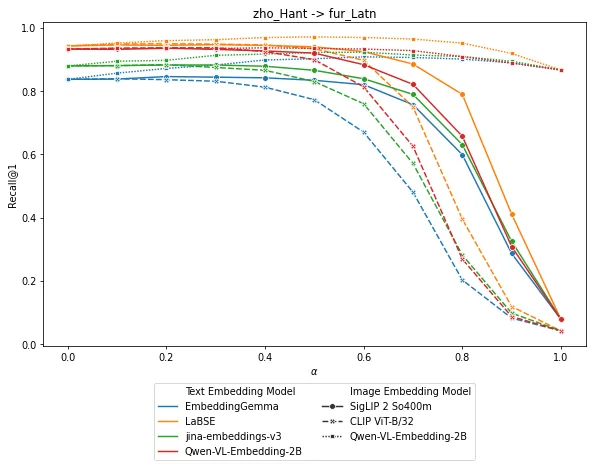 zho_Hant -> fur_Latn
Recall@1
1.0
0.8
0.6
0.4
0.2
0.0
0.0 0.2 0.4 0.6 0.8 1.0
α
Text Embedding Model
EmbeddingGemma
LaBSE
jina-embeddings-v3
Qwen-VL-Embedding-2B
Image Embedding Model
SigLIP 2 So400m
CLIP ViT-B/32
Qwen-VL-Embedding-2B